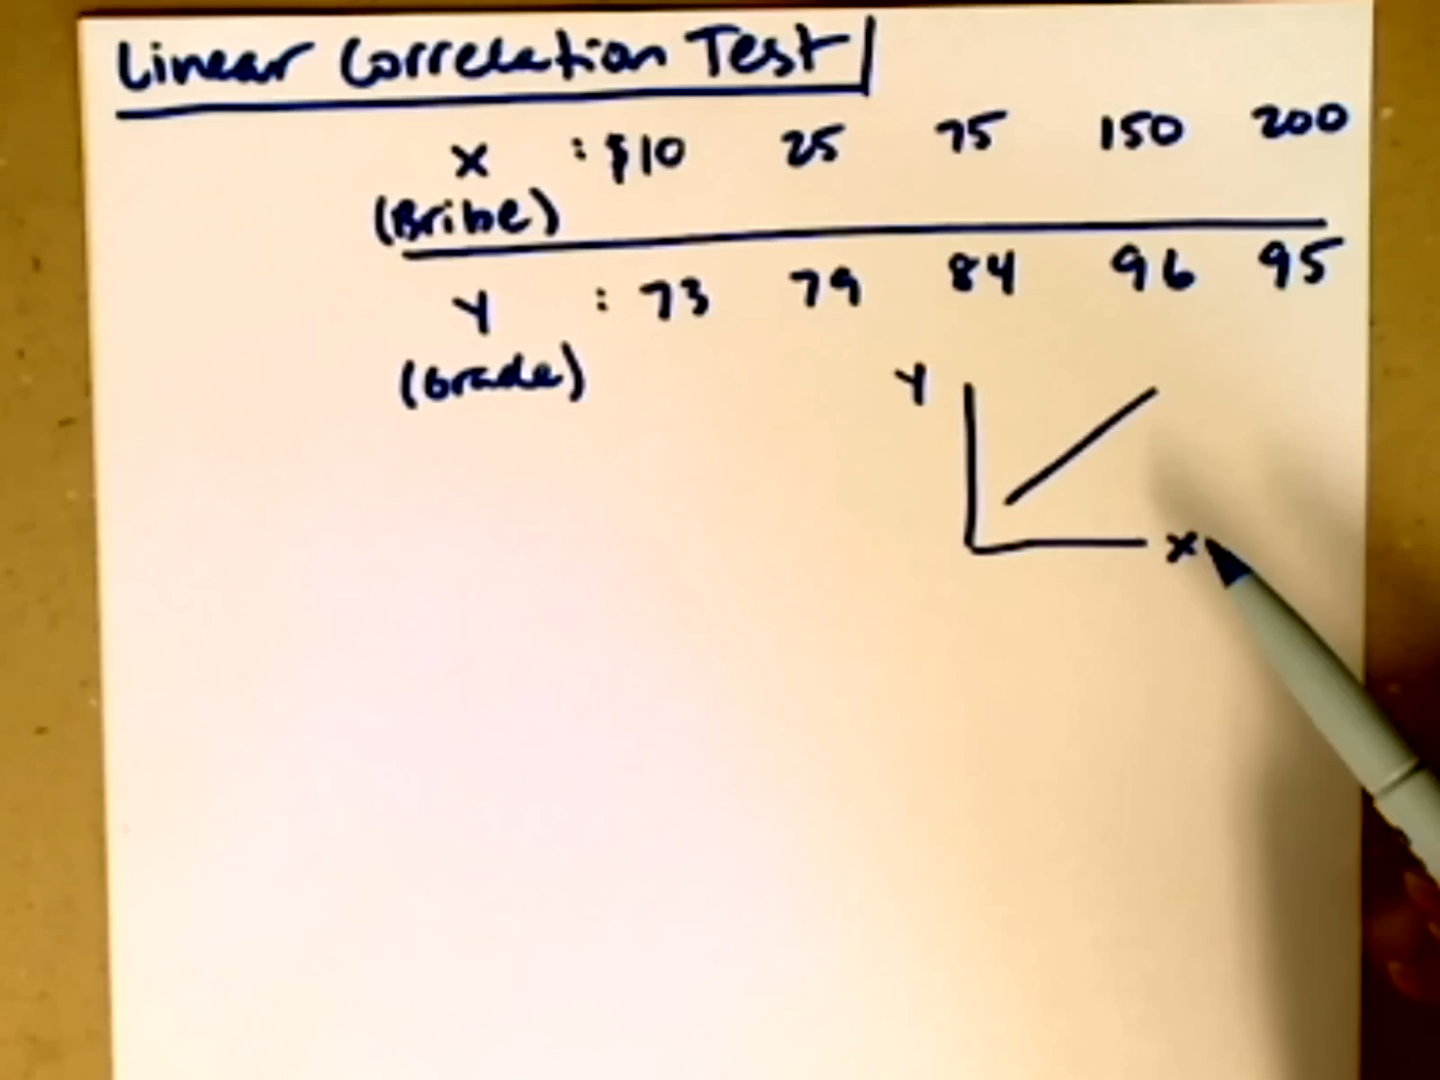 Linear Correlation Test
X : $10 25 75 150 200
(Bribe)
Y : 73 79 84 96 95
(Grade)
Y
X